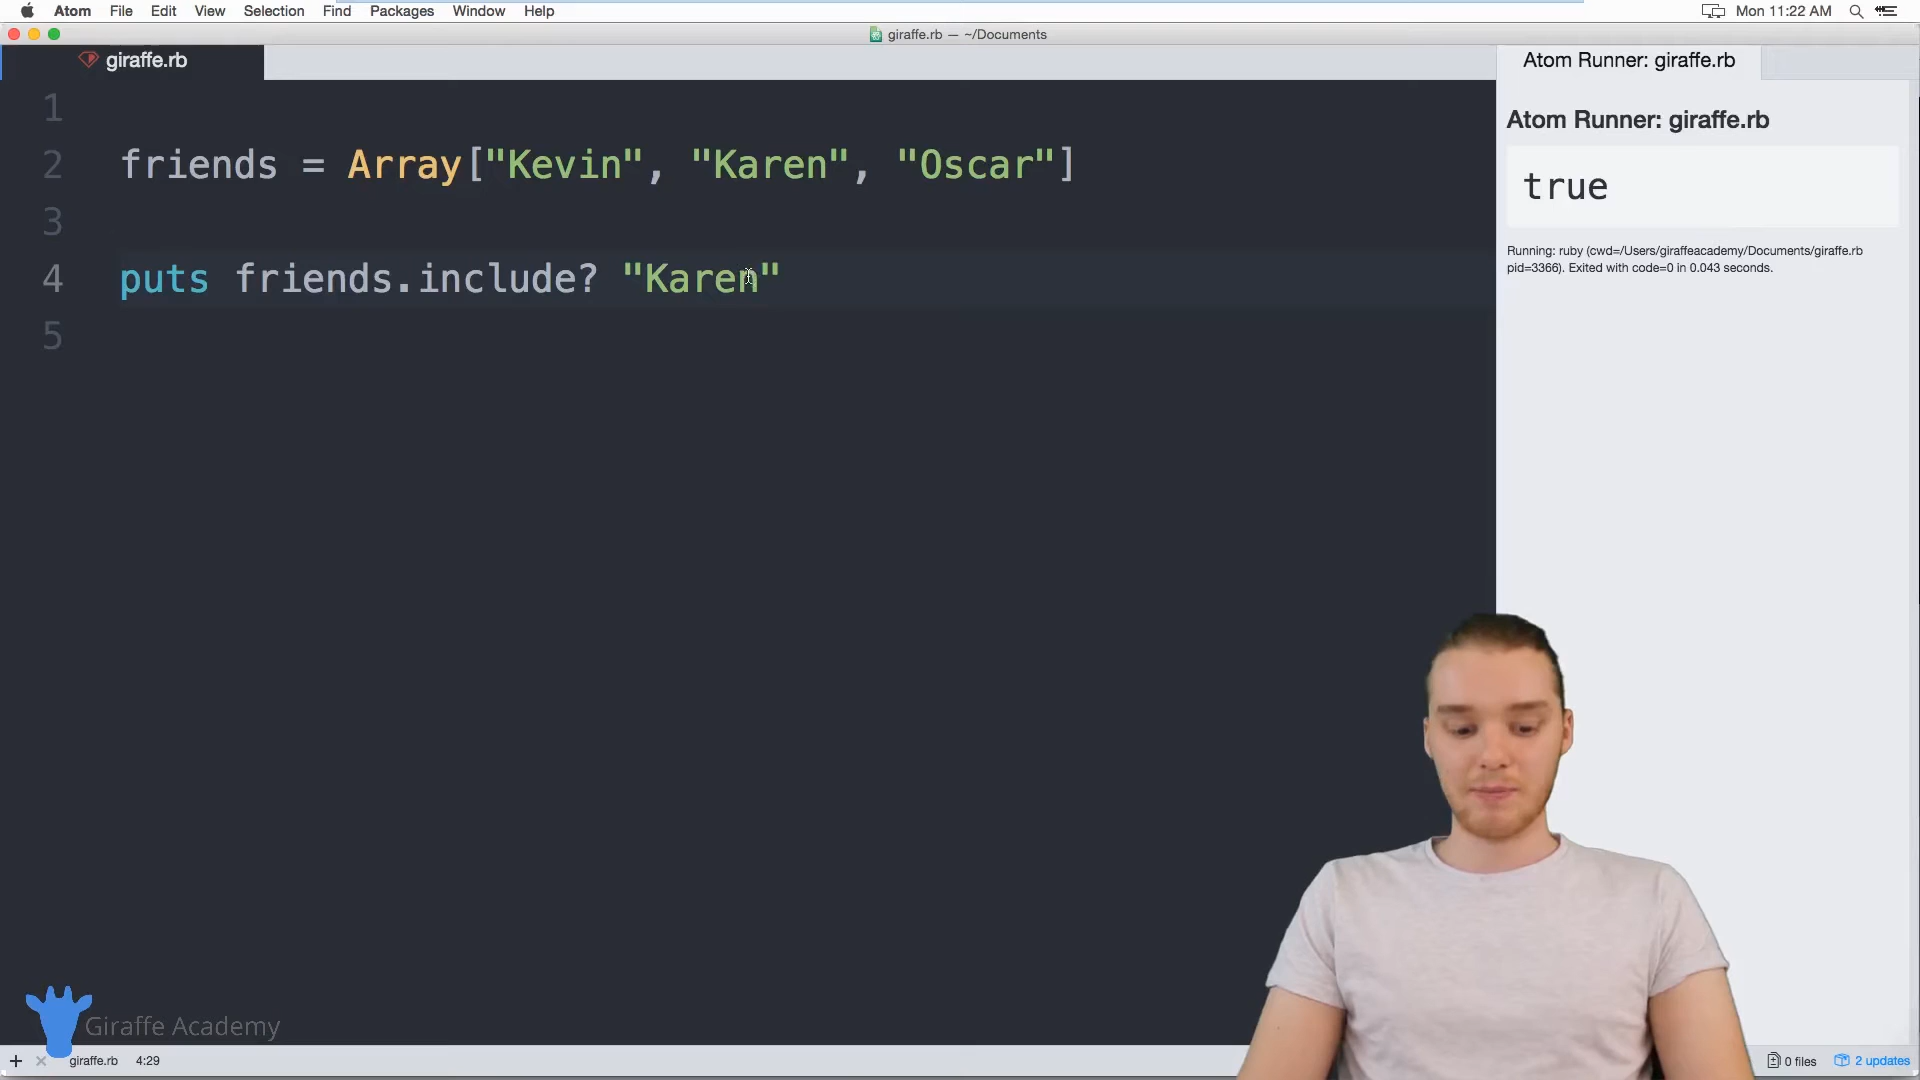 Atom File Edit View Selection Find Packages Window Help Mon 11:22 AM
giraffe.rb — ~/Documents
giraffe.rb
Atom Runner: giraffe.rb
1
2 friends = Array["Kevin", "Karen", "Oscar"]
3
4 puts friends.include? "Karen"
5
Atom Runner: giraffe.rb
true
Running: ruby (cwd=/Users/giraffeacademy/Documents/giraffe.rb
pid=3366). Exited with code=0 in 0.043 seconds.
Giraffe Academy
giraffe.rb 4:29 0 files 2 updates